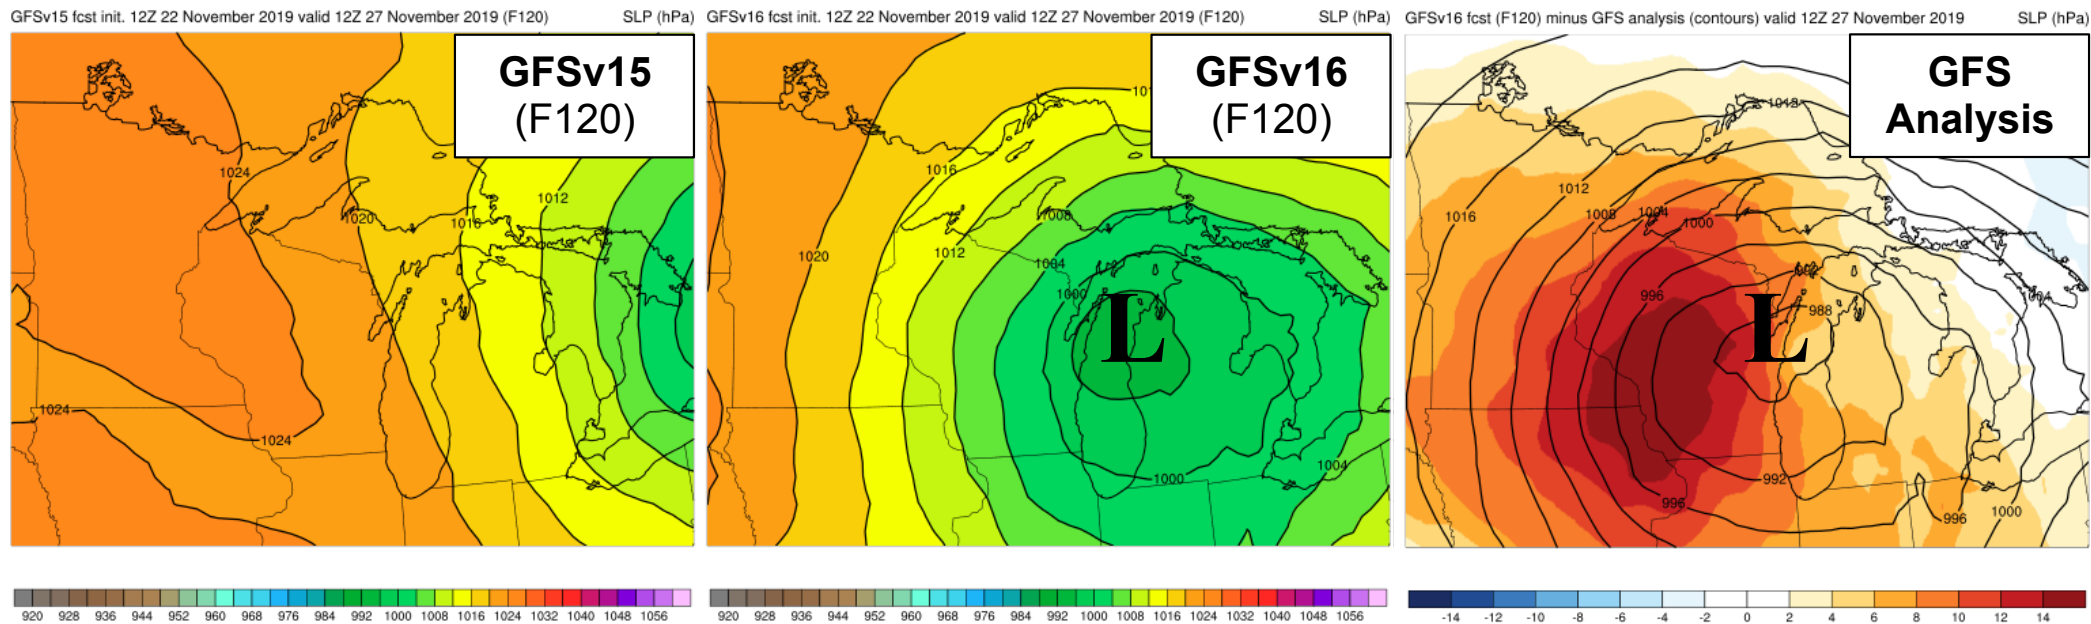 GFSv15 fcst init. 12Z 22 November 2019 valid 12Z 27 November 2019 (F120) SLP (hPa)
GFSv15
(F120)
1024
1020
1016
1012
1024
1024
920 928 936 944 952 960 968 976 984 992 1000 1008 1016 1024 1032 1040 1048 1056
GFSv16 fcst init. 12Z 22 November 2019 valid 12Z 27 November 2019 (F120) SLP (hPa)
GFSv16
(F120)
1016
1008
1012
1020
1004
1000
L
1004
1000
920 928 936 944 952 960 968 976 984 992 1000 1008 1016 1024 1032 1040 1048 1056
GFSv16 fcst (F120) minus GFS analysis (contours) valid 12Z 27 November 2019 SLP (hPa)
GFS
Analysis
1012
1012
1016
1008
1004
1000
992
996
1004
988
L
992
996
996
1000
-14 -12 -10 -8 -6 -4 -2 0 2 4 6 8 10 12 14